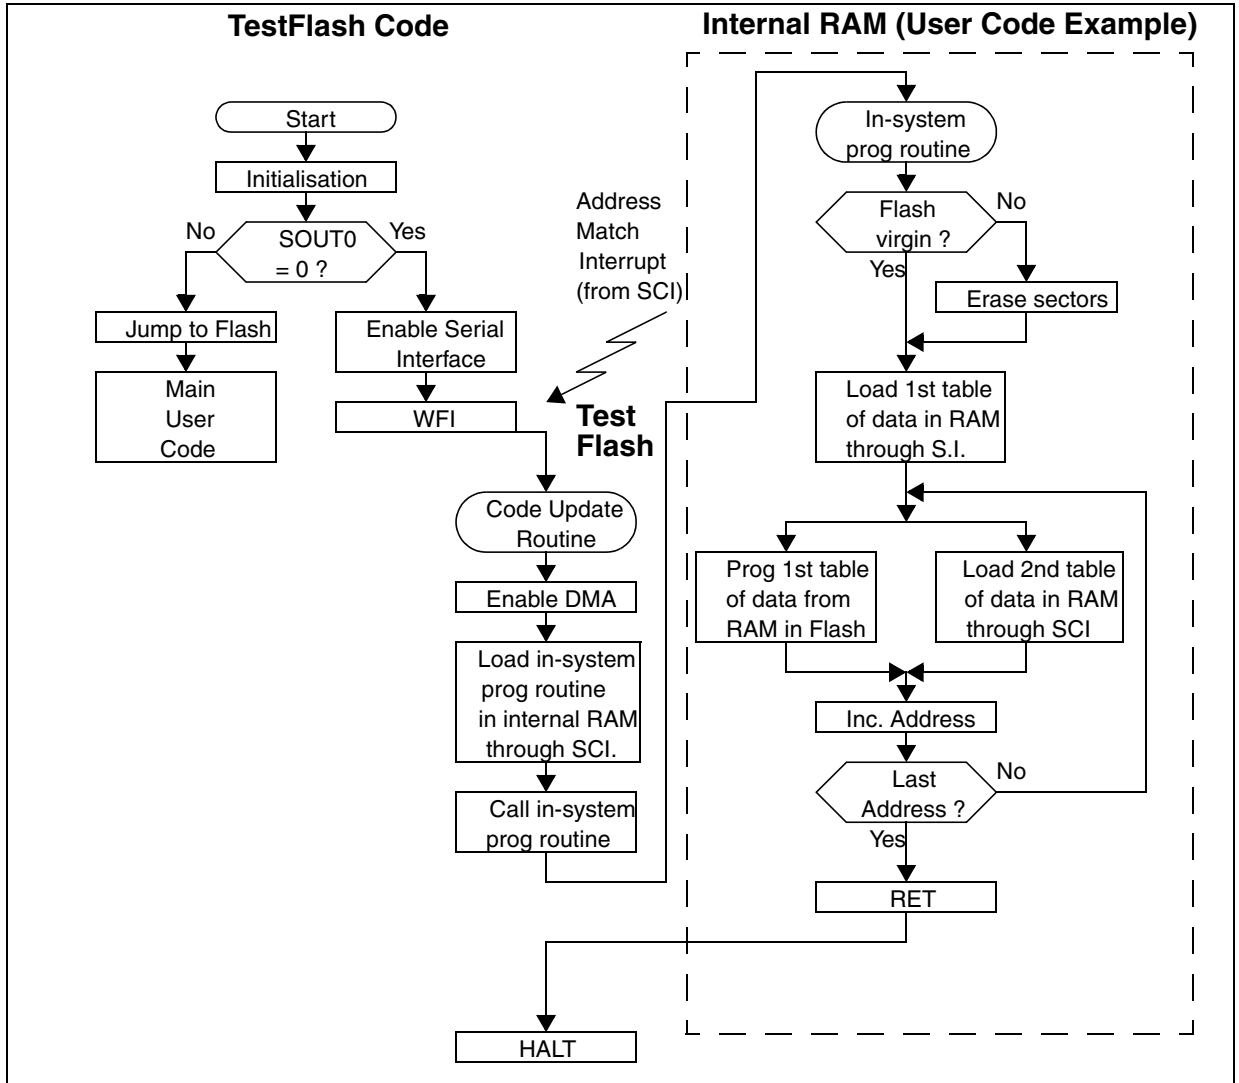 TestFlash Code
Start
Initialisation
No
SOUT0
= 0 ?
Yes
Jump to Flash
Main
User
Code
Enable Serial
Interface
WFI
Address
Match
Interrupt
(from SCI)
Test
Flash
Code Update
Routine
Enable DMA
Load in-system
prog routine
in internal RAM
through SCI.
Call in-system
prog routine
HALT
Internal RAM (User Code Example)
In-system
prog routine
Flash
virgin ?
No
Yes
Erase sectors
Load 1st table
of data in RAM
through S.I.
Prog 1st table
of data from
RAM in Flash
Load 2nd table
of data in RAM
through SCI
Inc. Address
Last
Address ?
No
Yes
RET